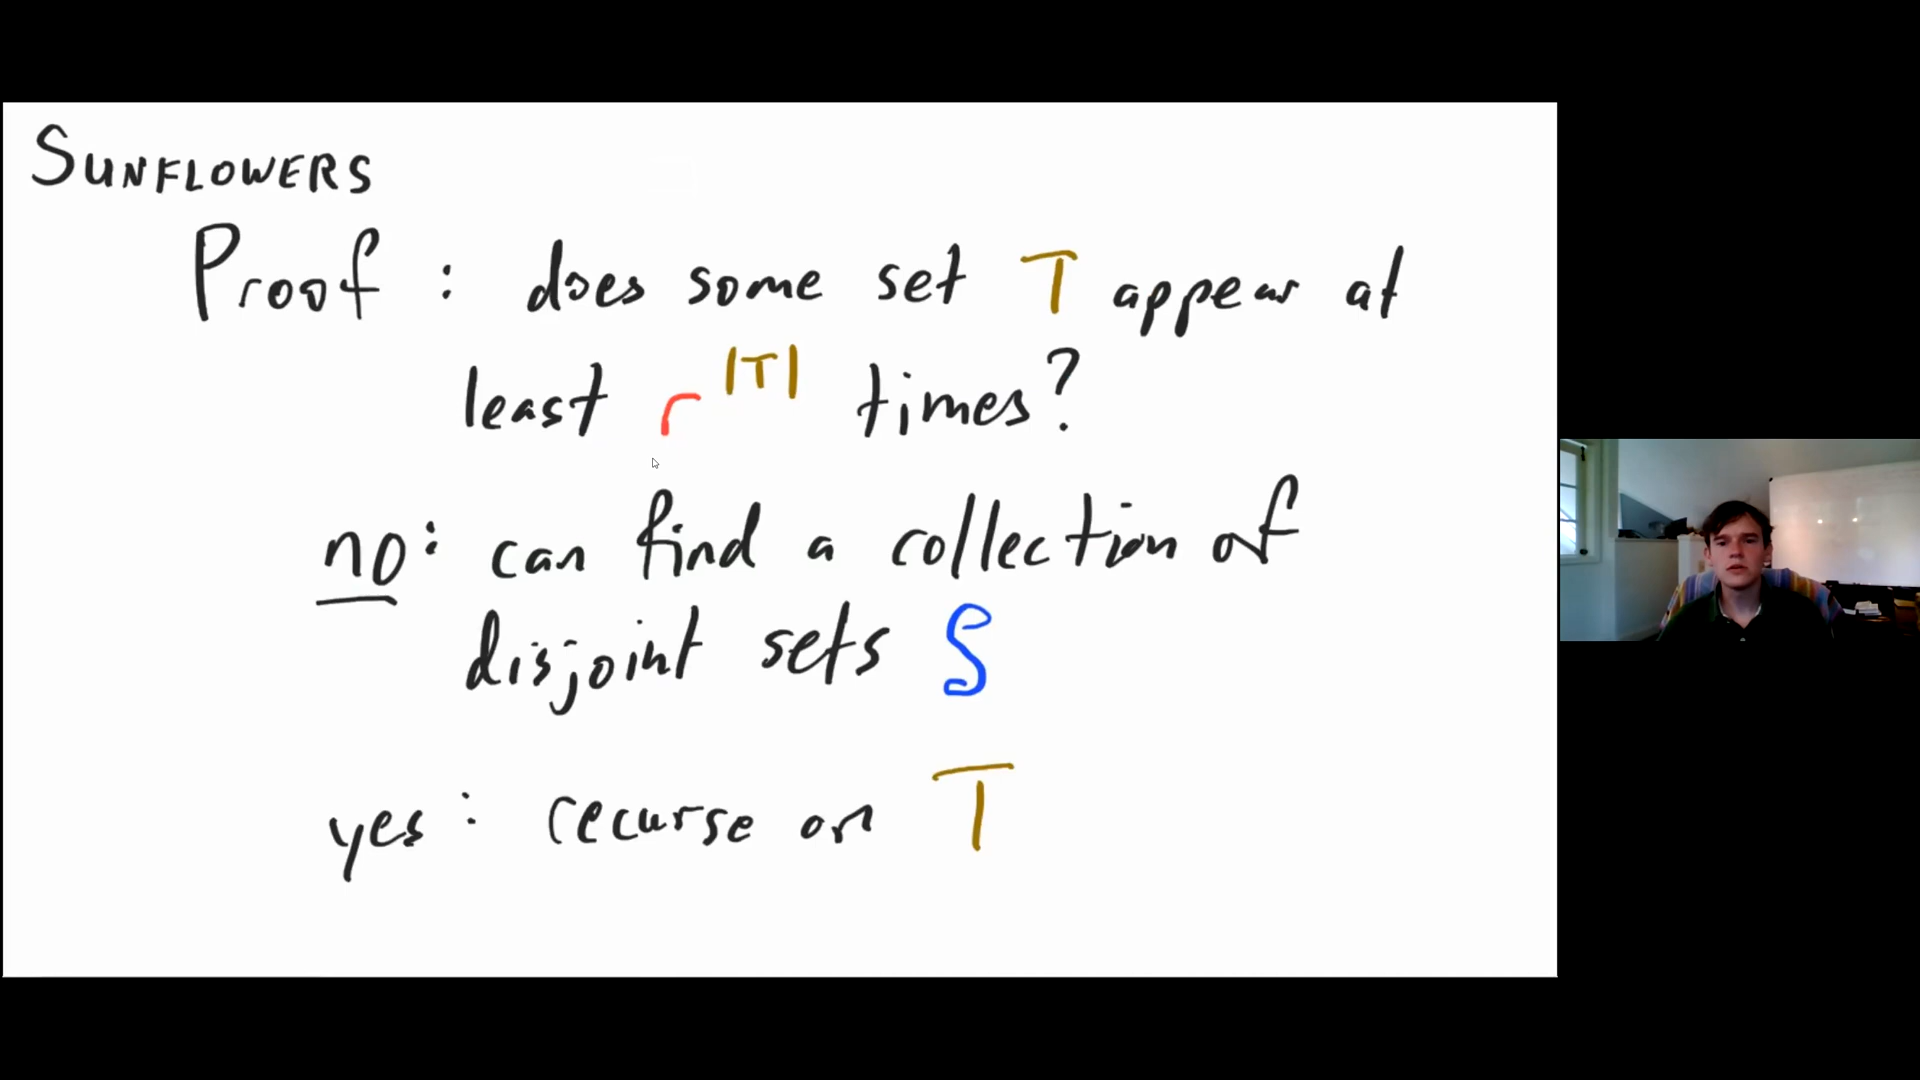 SUNFLOWERS
Proof : does some set T appear at
least r^|T| times?
no: can find a collection of
disjoint sets S
yes: recurse on T